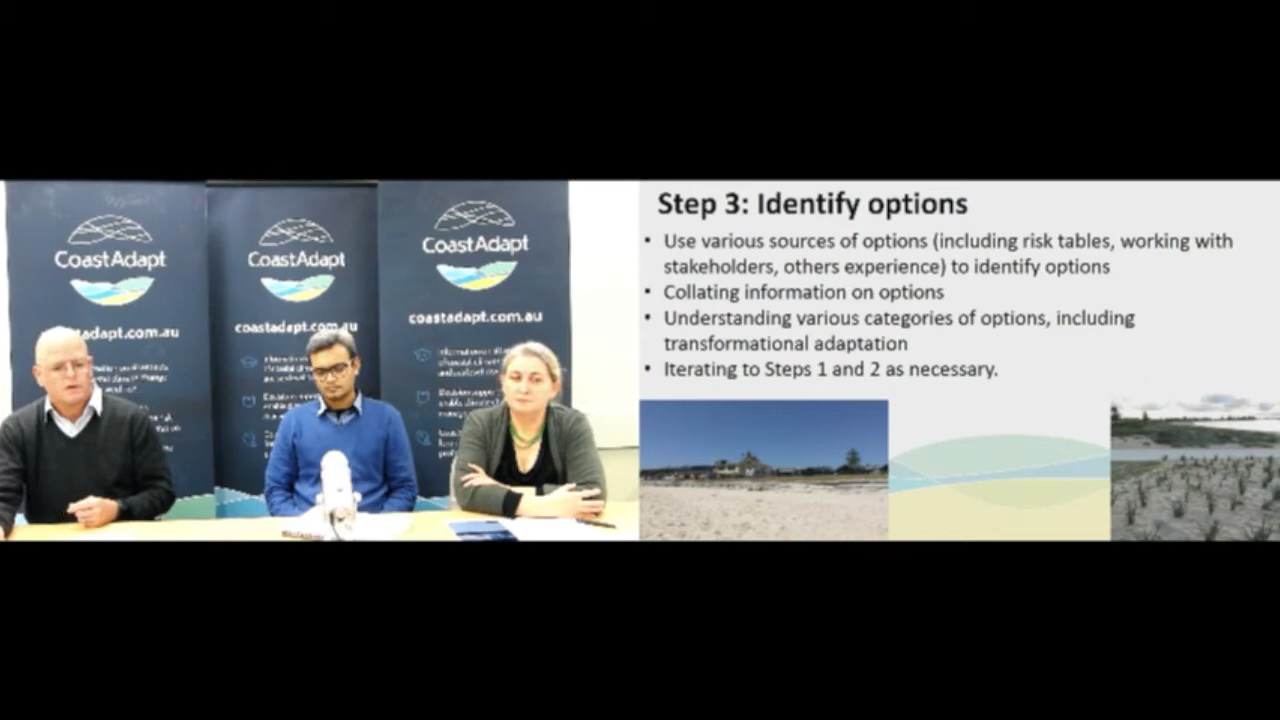 CoastAdapt
CoastAdapt
CoastAdapt
adapt.com.au
coastadapt.com.au
coastadapt.com.au
Step 3: Identify options
• Use various sources of options (including risk tables, working with
stakeholders, others experience) to identify options
• Collating information on options
• Understanding various categories of options, including
transformational adaptation
• Iterating to Steps 1 and 2 as necessary.